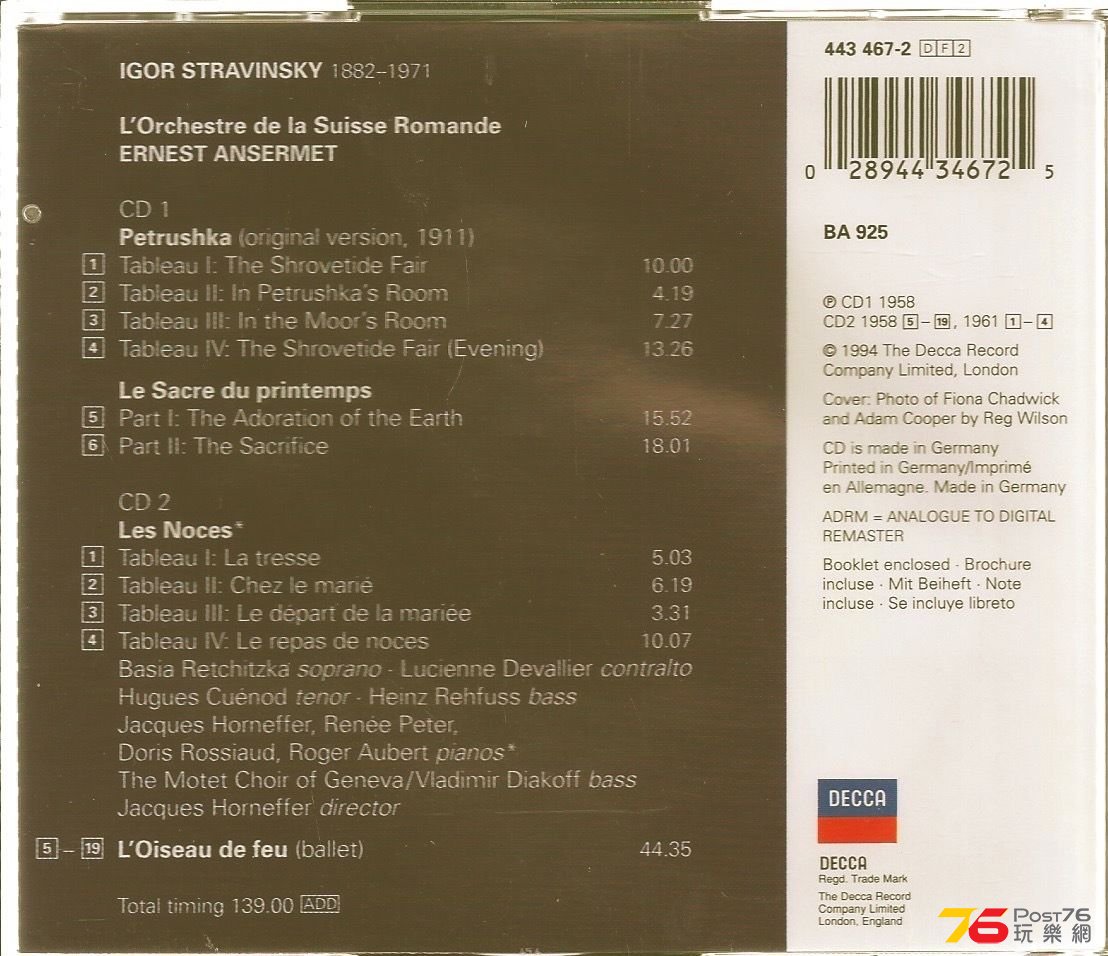 IGOR STRAVINSKY 1882–1971
L'Orchestre de la Suisse Romande
ERNEST ANSERMET
CD 1
Petrushka (original version, 1911)
1 Tableau I: The Shrovetide Fair 10.00
2 Tableau II: In Petrushka's Room 4.19
3 Tableau III: In the Moor's Room 7.27
4 Tableau IV: The Shrovetide Fair (Evening) 13.26
Le Sacre du printemps
5 Part I: The Adoration of the Earth 15.52
6 Part II: The Sacrifice 18.01
CD 2
Les Noces*
1 Tableau I: La tresse 5.03
2 Tableau II: Chez le marié 6.19
3 Tableau III: Le départ de la mariée 3.31
4 Tableau IV: Le repas de noces 10.07
Basia Retchitzka soprano · Lucienne Devallier contralto
Hugues Cuénod tenor · Heinz Rehfuss bass
Jacques Horneffer, Renée Peter,
Doris Rossiaud, Roger Aubert pianos*
The Motet Choir of Geneva/Vladimir Diakoff bass
Jacques Horneffer director
5 – 19 L'Oiseau de feu (ballet) 44.35
Total timing 139.00 ADD
443 467-2 DF2
0 28944 34672 5
BA 925
℗ CD1 1958
CD2 1958 5 – 19, 1961 1 – 4
© 1994 The Decca Record
Company Limited, London
Cover: Photo of Fiona Chadwick
and Adam Cooper by Reg Wilson
CD is made in Germany
Printed in Germany/Imprimé
en Allemagne. Made in Germany
ADRM = ANALOGUE TO DIGITAL
REMASTER
Booklet enclosed · Brochure
incluse · Mit Beiheft · Note
incluse · Se incluye libreto
DECCA
DECCA
Regd. Trade Mark
The Decca Record
Company Limited
London, England
76 Post76
玩樂網